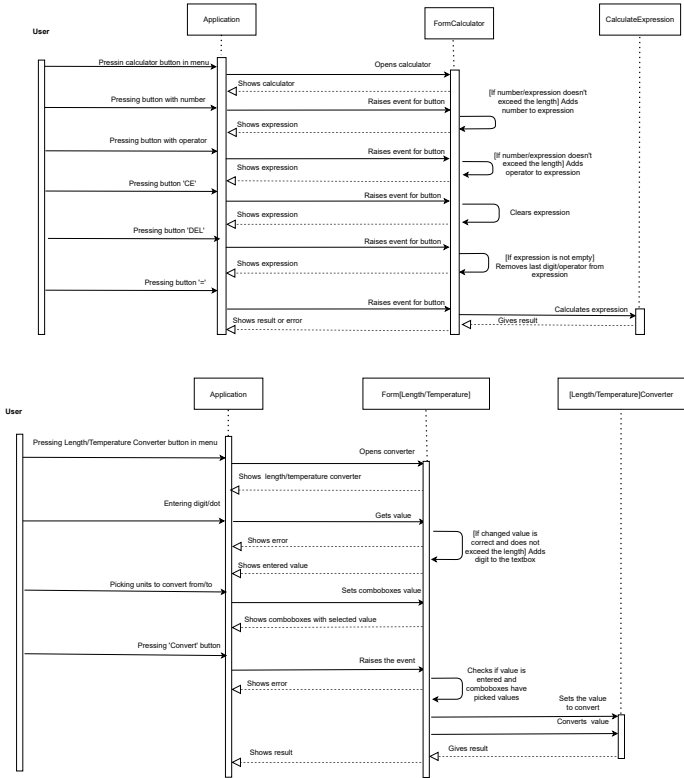 Application
FormCalculator
CalculateExpression
User
Pressin calculator button in menu
Opens calculator
Shows calculator
Pressing button with number
Raises event for button
[If number/expression doesn't
exceed the length] Adds
number to expression
Shows expression
Pressing button with operator
Raises event for button
[If number/expression doesn't
exceed the length] Adds
operator to expression
Shows expression
Pressing button 'CE'
Raises event for button
Clears expression
Shows expression
Pressing button 'DEL'
Raises event for button
[If expression is not empty]
Removes last digit/operator from
expression
Shows expression
Pressing button '='
Raises event for button
Calculates expression
Gives result
Shows result or error
Application
Form[Length/Temperature]
[Length/Temperature]Converter
User
Pressing Length/Temperature Converter button in menu
Opens converter
Shows length/temperature converter
Entering digit/dot
Gets value
[If changed value is
correct and does not
exceed the length] Adds
digit to the textbox
Shows error
Shows entered value
Picking units to convert from/to
Sets comboboxes value
Shows comboboxes with selected value
Pressing 'Convert' button
Raises the event
Checks if value is
entered and
comboboxes have
picked values
Shows error
Sets the value
to convert
Converts value
Gives result
Shows result